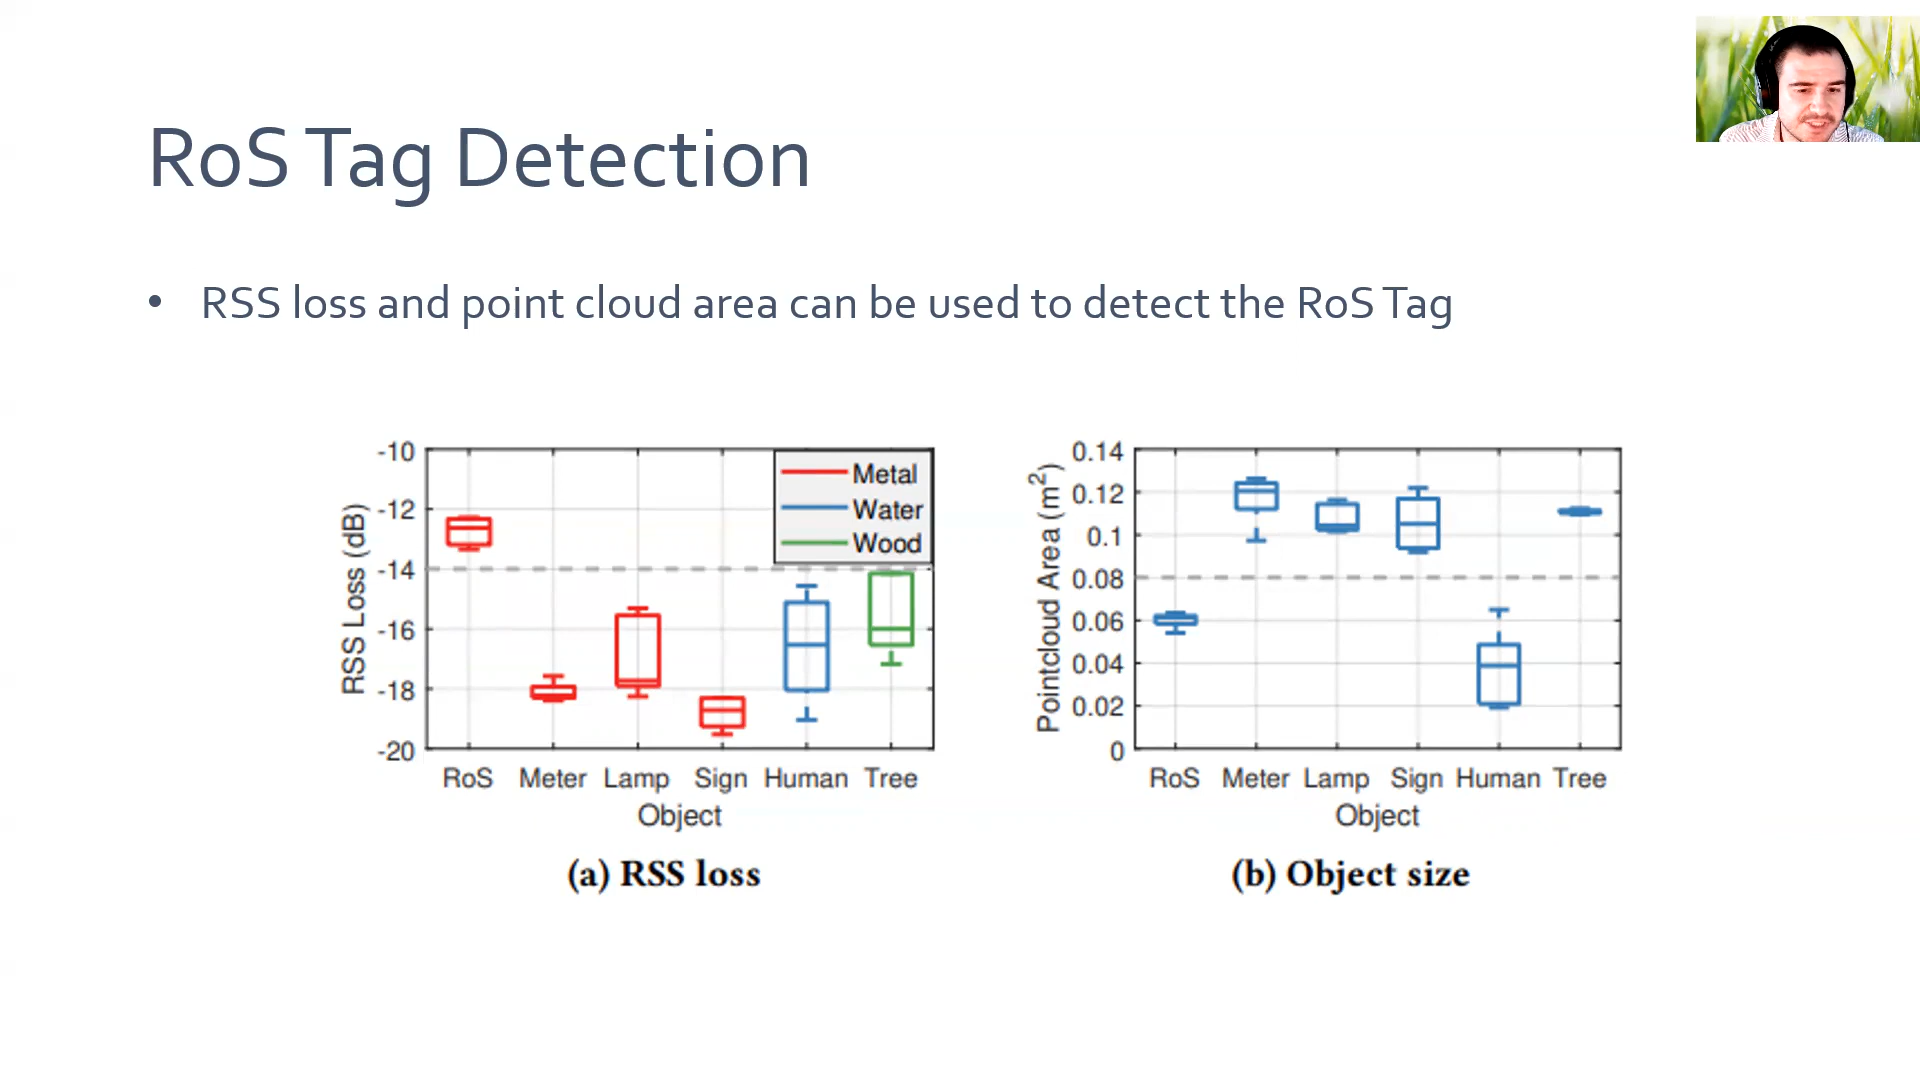 RoS Tag Detection
• RSS loss and point cloud area can be used to detect the RoS Tag
-10
-12
-14
-16
-18
-20
RSS Loss (dB)
Metal
Water
Wood
RoS Meter Lamp Sign Human Tree
Object
(a) RSS loss
0.14
0.12
0.1
0.08
0.06
0.04
0.02
0
Pointcloud Area (m²)
RoS Meter Lamp Sign Human Tree
Object
(b) Object size